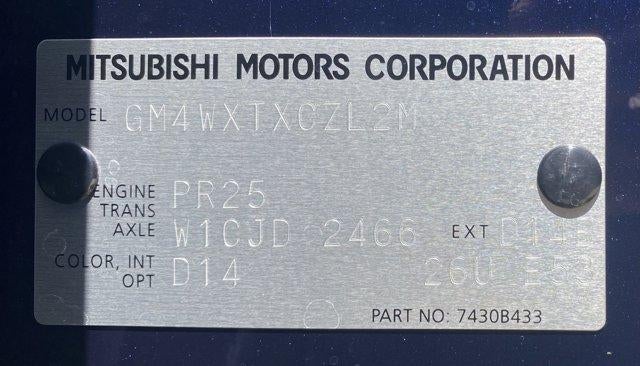 MITSUBISHI MOTORS CORPORATION
MODEL GM4WXTXCZL2M
ENGINE PR25
TRANS
AXLE W1CJD 2466 EXT D14B
COLOR, INT D14
OPT
PART NO: 7430B433